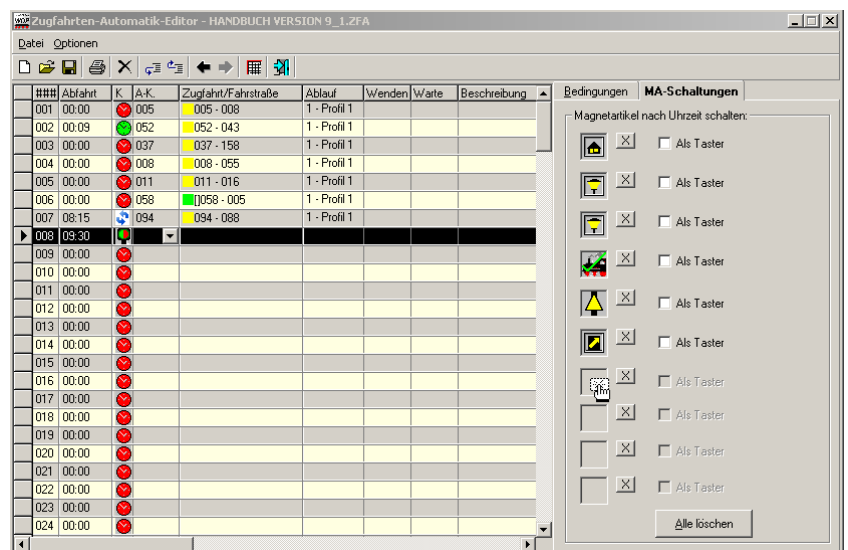 Zugfahrten-Automatik-Editor - HANDBUCH VERSION 9_1.ZFA
Datei Optionen
### Abfahrt K A-K. Zugfahrt/Fahrstraße Ablauf Wenden Warte Beschreibung
001 00:00 005 005 - 008 1 - Profil 1
002 00:09 052 052 - 043 1 - Profil 1
003 00:00 037 037 - 158 1 - Profil 1
004 00:00 008 008 - 055 1 - Profil 1
005 00:00 011 011 - 016 1 - Profil 1
006 00:00 058 []058 - 005 1 - Profil 1
007 08:15 094 094 - 088 1 - Profil 1
008 09:30
009 00:00
010 00:00
011 00:00
012 00:00
013 00:00
014 00:00
015 00:00
016 00:00
017 00:00
018 00:00
019 00:00
020 00:00
021 00:00
022 00:00
023 00:00
024 00:00
Bedingungen MA-Schaltungen
Magnetartikel nach Uhrzeit schalten:
X Als Taster
X Als Taster
X Als Taster
X Als Taster
X Als Taster
X Als Taster
X Als Taster
X Als Taster
X Als Taster
X Als Taster
Alle löschen